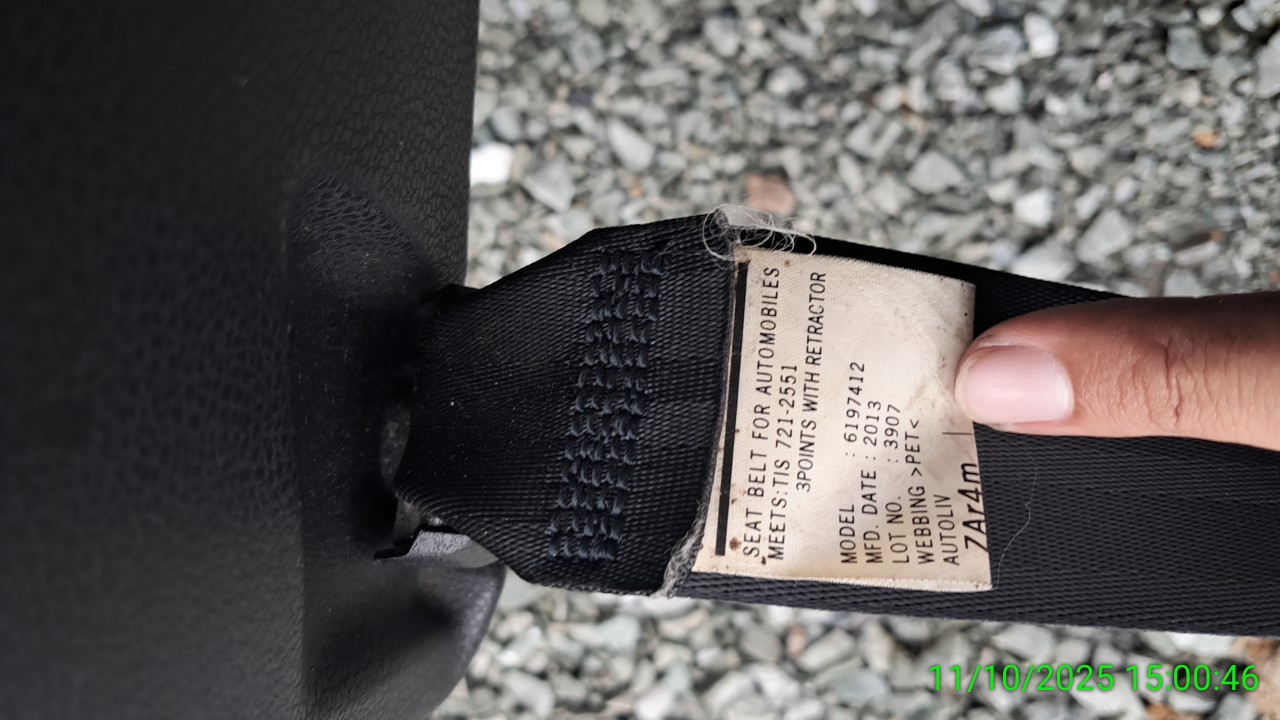 SEAT BELT FOR AUTOMOBILES
MEETS:TIS 721-2551
3POINTS WITH RETRACTOR
MODEL : 6197412
MFD. DATE : 2013
LOT NO. : 3907
WEBBING >PET<
AUTOLIV
ZAr4m
11/10/2025 15:00:46